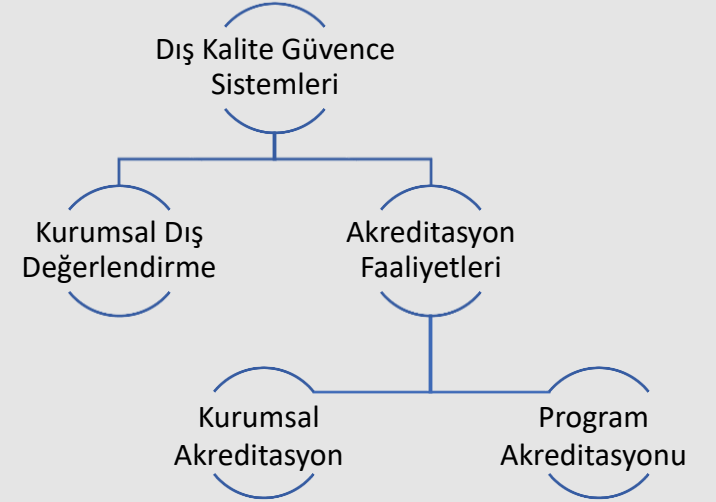 Dış Kalite Güvence
Sistemleri
Kurumsal Dış
Değerlendirme
Akreditasyon
Faaliyetleri
Kurumsal
Akreditasyon
Program
Akreditasyonu